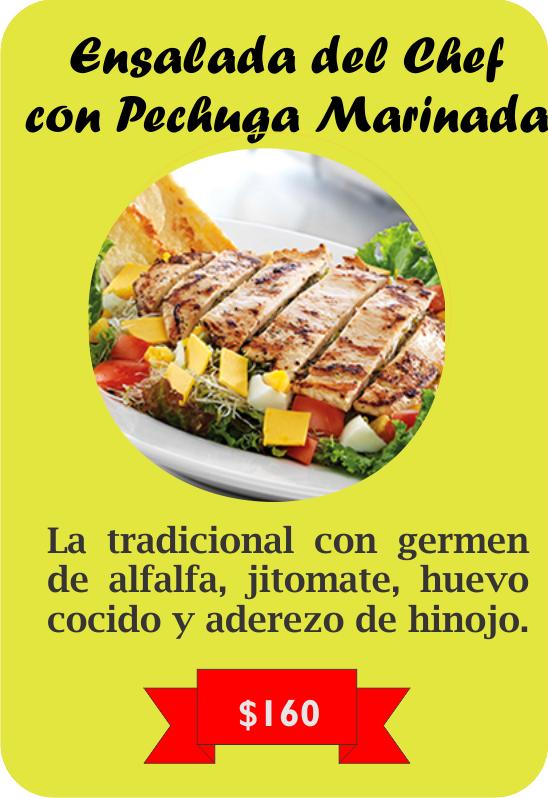 Ensalada del Chef
con Pechuga Marinada
La tradicional con germen
de alfalfa, jitomate, huevo
cocido y aderezo de hinojo.
$160